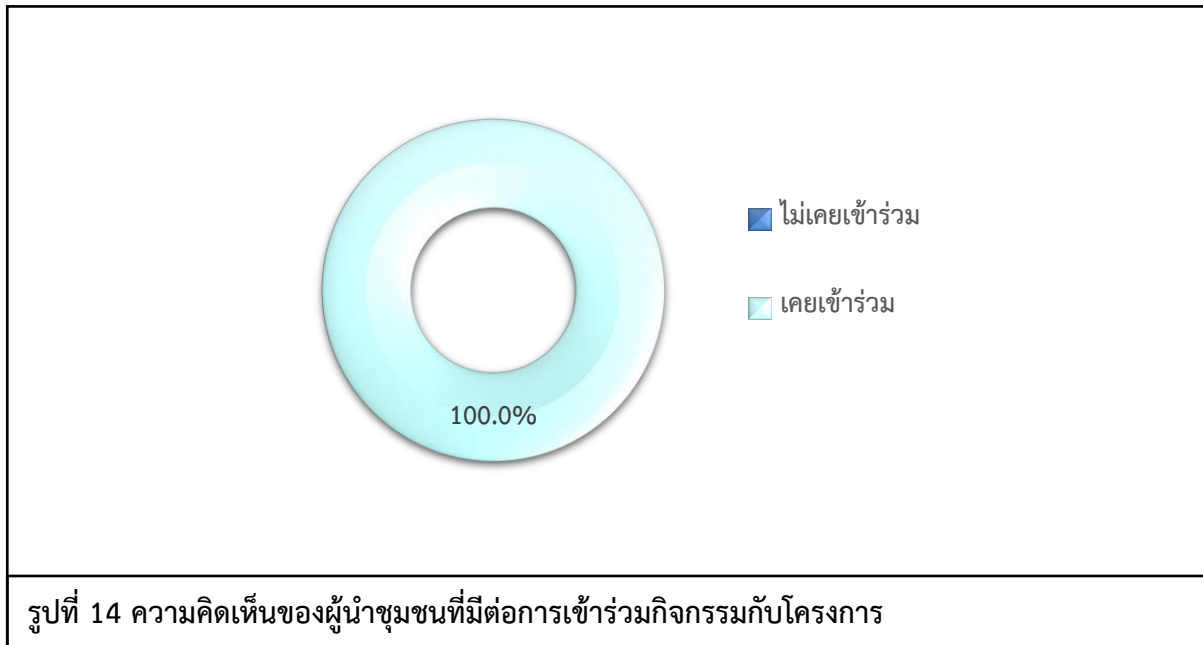 ไม่เคยเข้าร่วม
เคยเข้าร่วม
100.0%
รูปที่ 14 ความคิดเห็นของผู้นำชุมชนที่มีต่อการเข้าร่วมกิจกรรมกับโครงการ